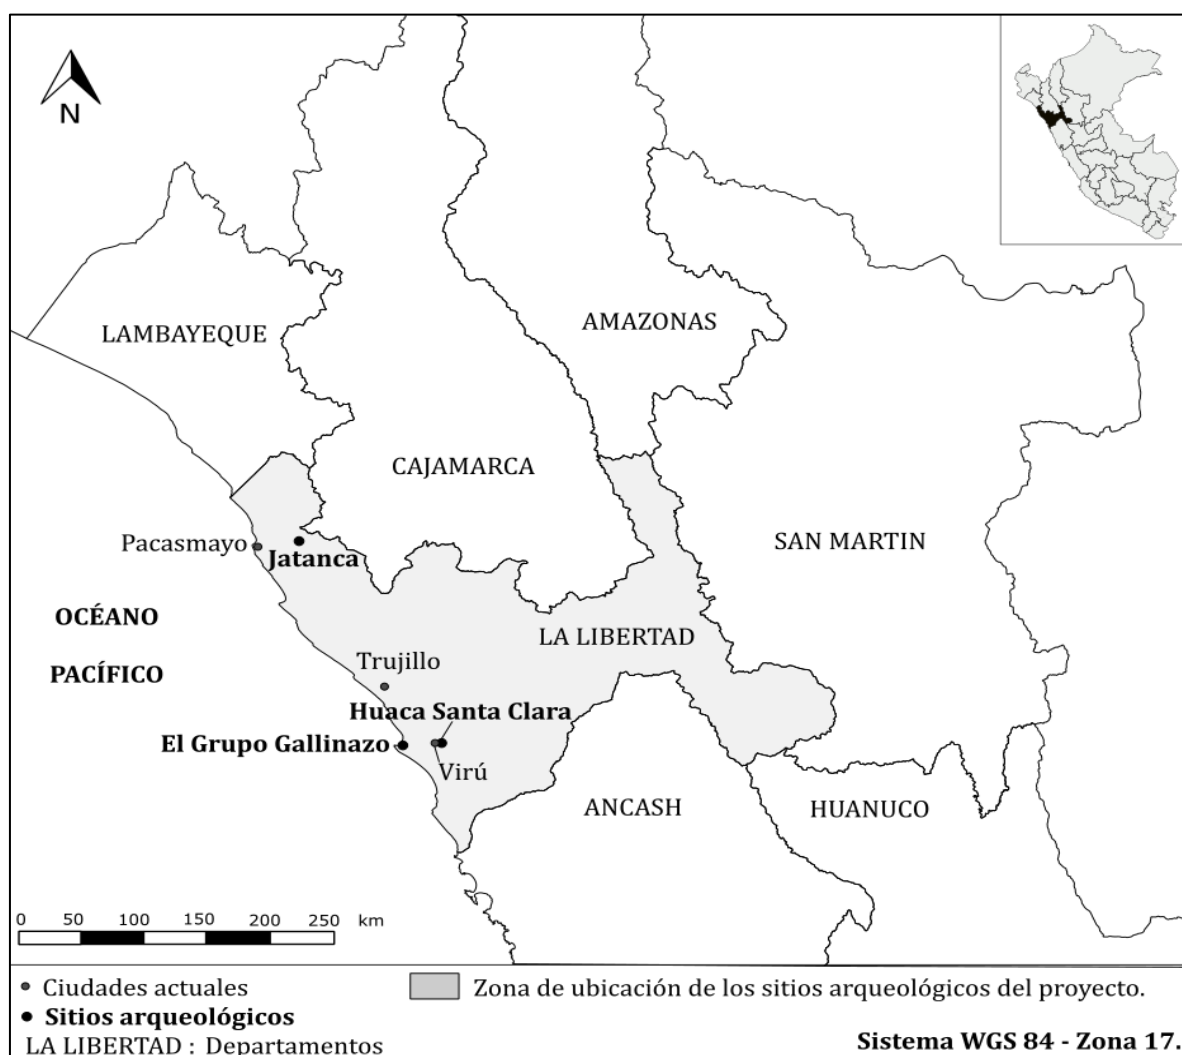 N
LAMBAYEQUE
AMAZONAS
CAJAMARCA
SAN MARTIN
Pacasmayo
Jatanca
OCÉANO
PACÍFICO
LA LIBERTAD
Trujillo
Huaca Santa Clara
El Grupo Gallinazo
Virú
ANCASH
HUANUCO
0 50 100 150 200 250 km
Ciudades actuales
Zona de ubicación de los sitios arqueológicos del proyecto.
Sitios arqueológicos
LA LIBERTAD : Departamentos
Sistema WGS 84 - Zona 17.